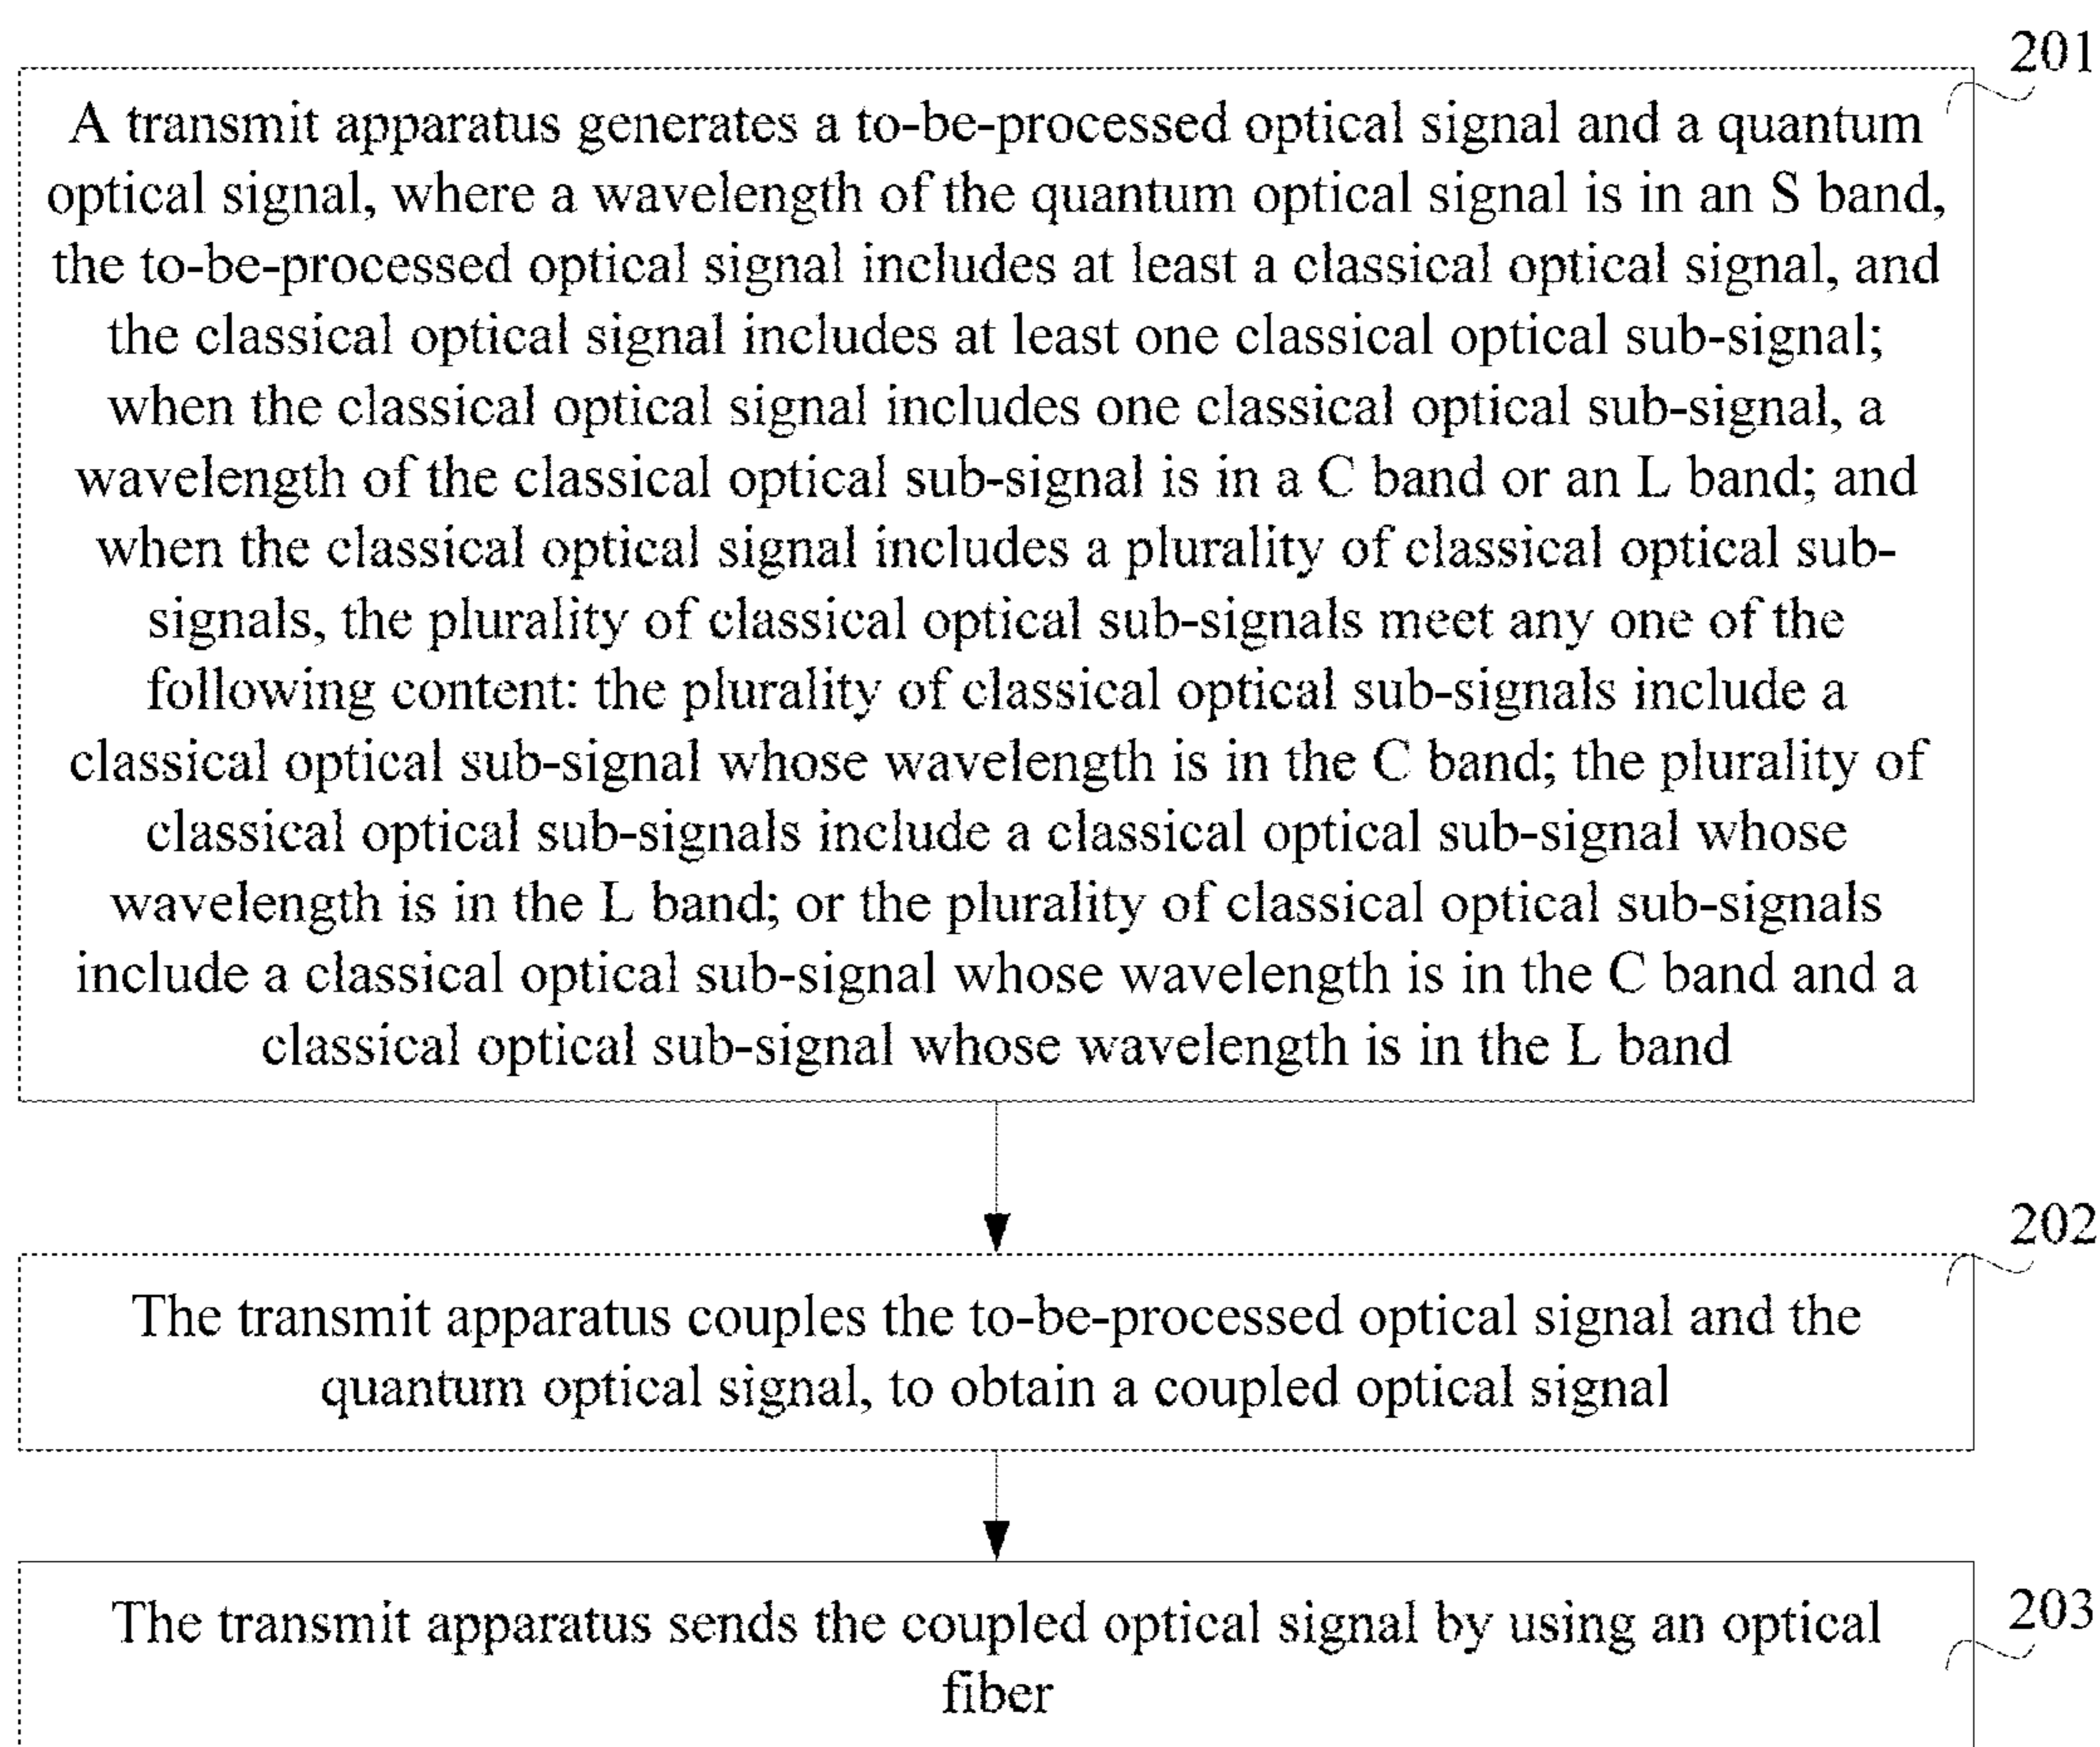 201
A transmit apparatus generates a to-be-processed optical signal and a quantum
optical signal, where a wavelength of the quantum optical signal is in an S band,
the to-be-processed optical signal includes at least a classical optical signal, and
the classical optical signal includes at least one classical optical sub-signal;
when the classical optical signal includes one classical optical sub-signal, a
wavelength of the classical optical sub-signal is in a C band or an L band; and
when the classical optical signal includes a plurality of classical optical sub-
signals, the plurality of classical optical sub-signals meet any one of the
following content: the plurality of classical optical sub-signals include a
classical optical sub-signal whose wavelength is in the C band; the plurality of
classical optical sub-signals include a classical optical sub-signal whose
wavelength is in the L band; or the plurality of classical optical sub-signals
include a classical optical sub-signal whose wavelength is in the C band and a
classical optical sub-signal whose wavelength is in the L band
202
The transmit apparatus couples the to-be-processed optical signal and the
quantum optical signal, to obtain a coupled optical signal
203
The transmit apparatus sends the coupled optical signal by using an optical
fiber